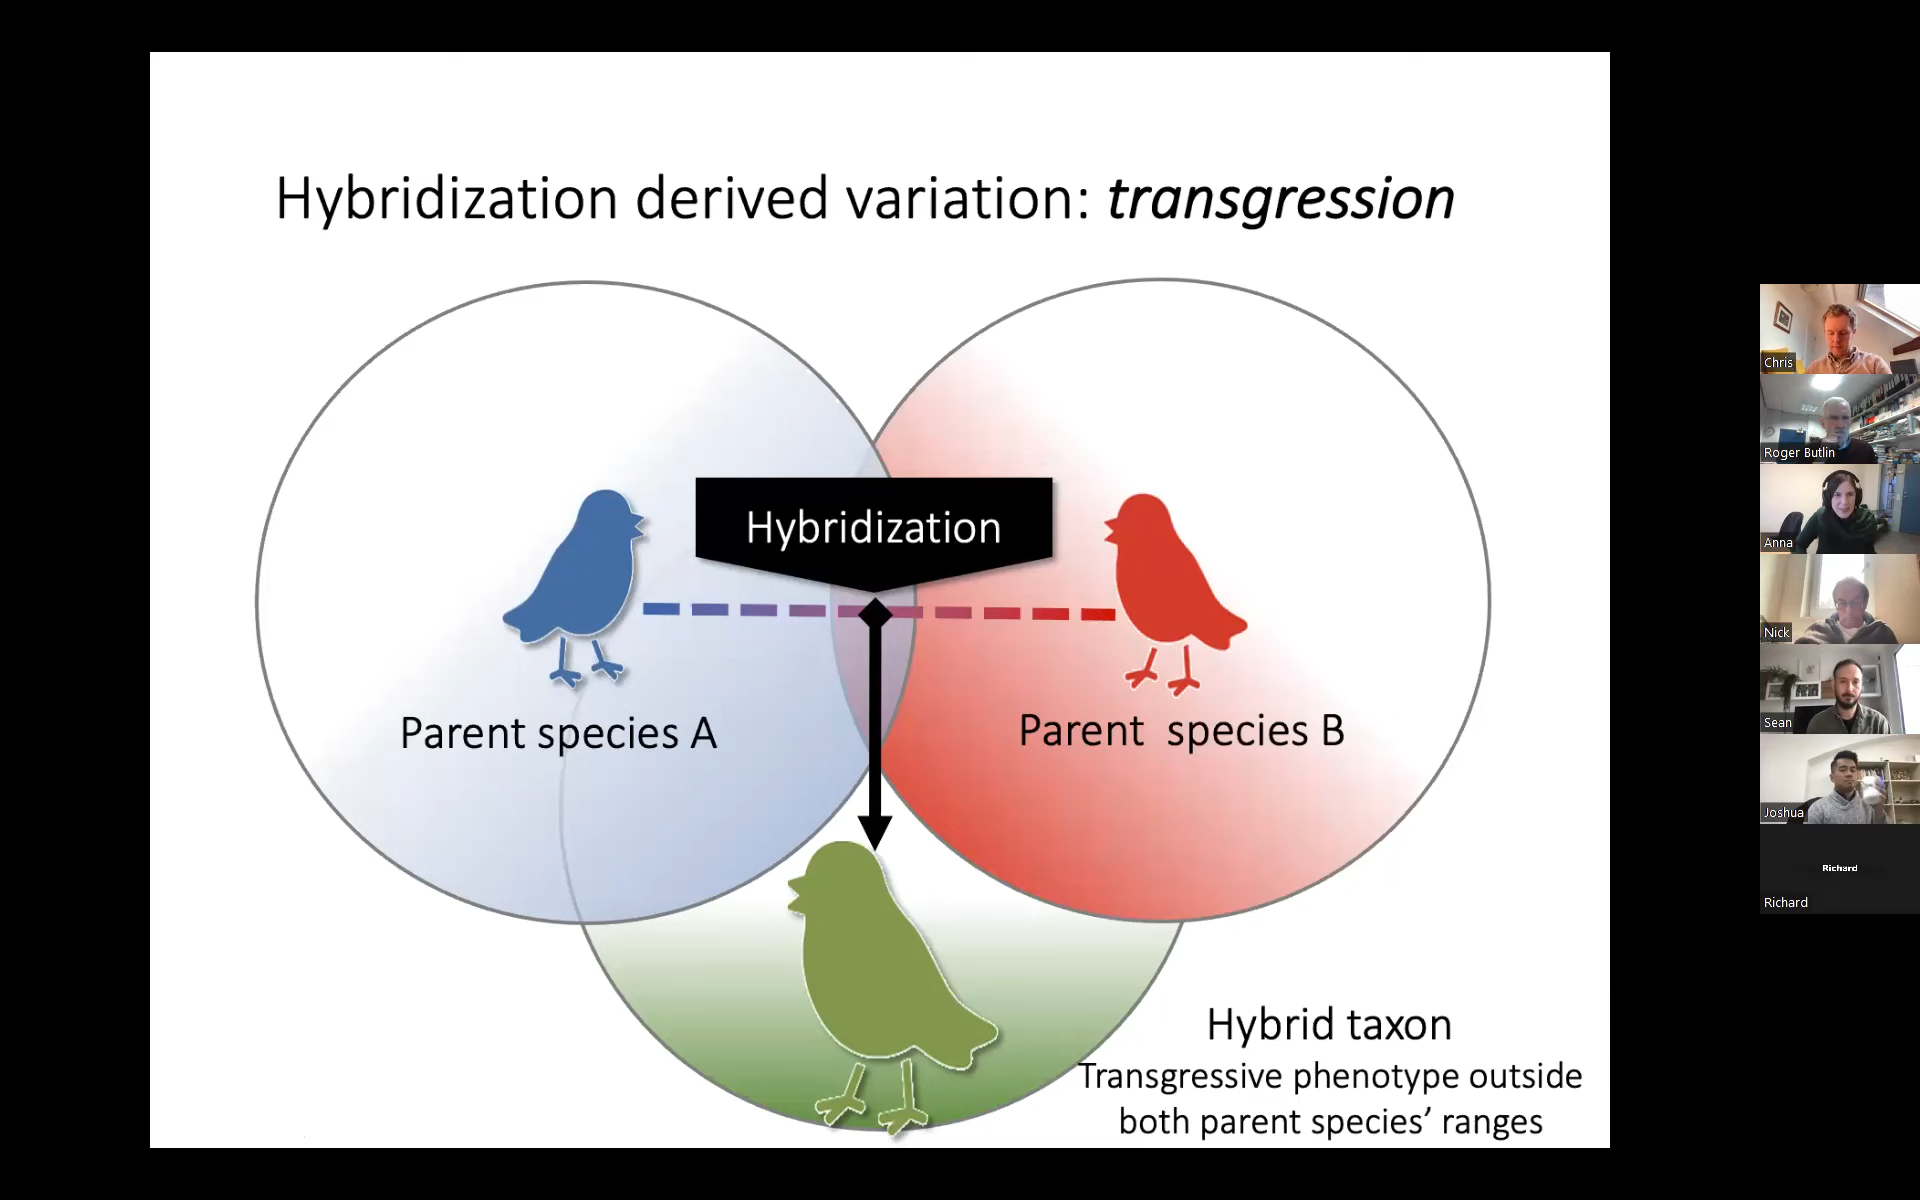 Hybridization derived variation: transgression
Hybridization
Parent species A
Parent  species B
Hybrid taxon
Transgressive phenotype outside
both parent species’ ranges
Chris
Roger Butlin
Anna
Nick
Sean
Joshua
Richard
Richard